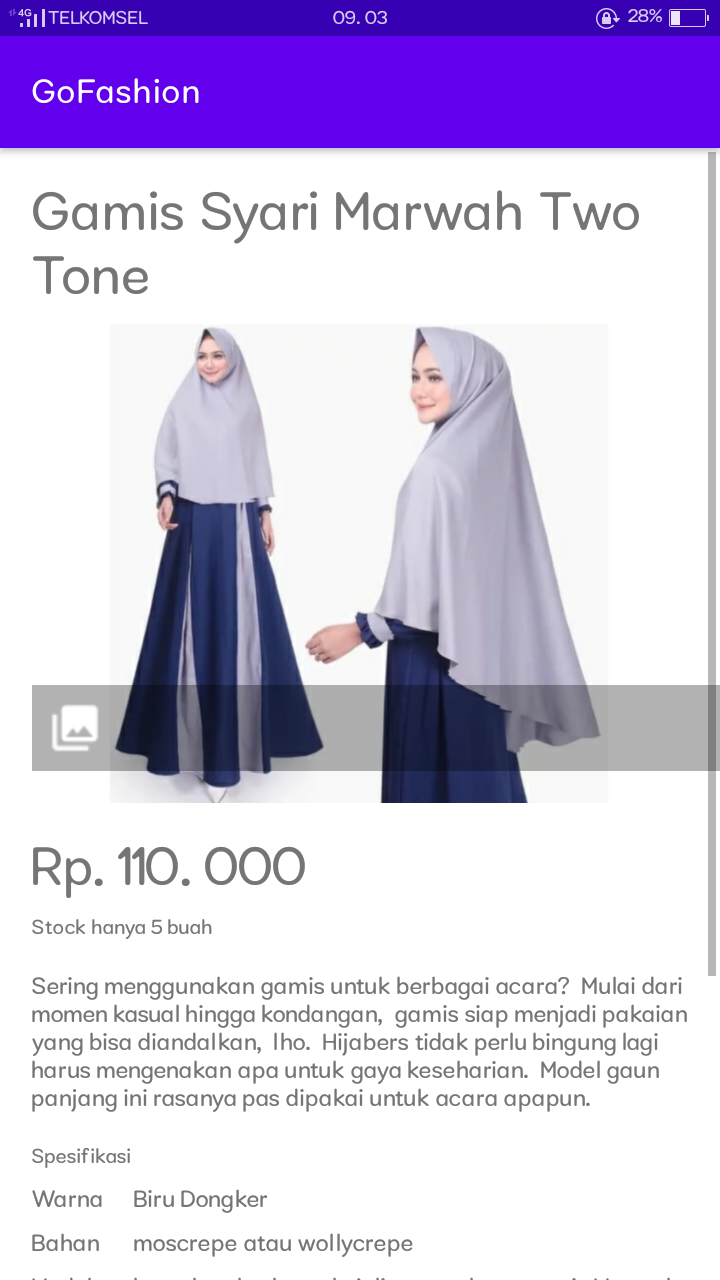 4G TELKOMSEL 09. 03 28%
GoFashion
Gamis Syari Marwah Two
Tone
Rp. 110. 000
Stock hanya 5 buah
Sering menggunakan gamis untuk berbagai acara? Mulai dari
momen kasual hingga kondangan, gamis siap menjadi pakaian
yang bisa diandalkan, lho. Hijabers tidak perlu bingung lagi
harus mengenakan apa untuk gaya keseharian. Model gaun
panjang ini rasanya pas dipakai untuk acara apapun.
Spesifikasi
Warna Biru Dongker
Bahan moscrepe atau wollycrepe